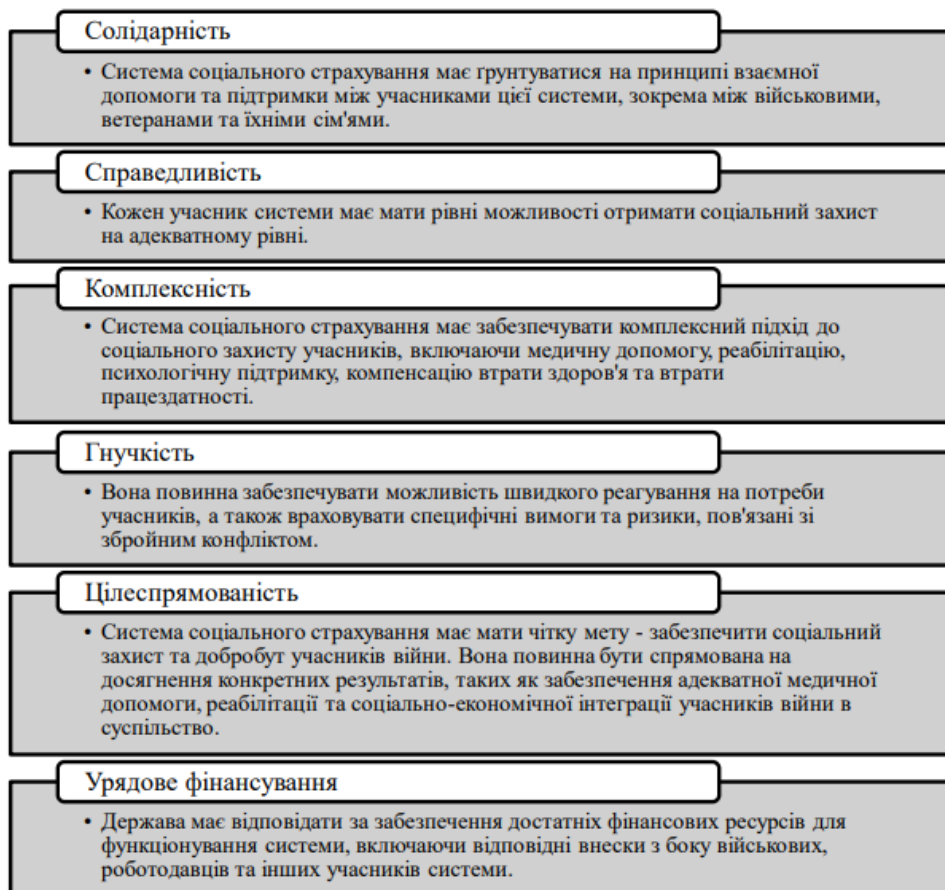 Солідарність
• Система соціального страхування має ґрунтуватися на принципі взаємної
допомоги та підтримки між учасниками цієї системи, зокрема між військовими,
ветеранами та їхніми сім'ями.
Справедливість
• Кожен учасник системи має мати рівні можливості отримати соціальний захист
на адекватному рівні.
Комплексність
• Система соціального страхування має забезпечувати комплексний підхід до
соціального захисту учасників, включаючи медичну допомогу, реабілітацію,
психологічну підтримку, компенсацію втрати здоров'я та втрати
працездатності.
Гнучкість
• Вона повинна забезпечувати можливість швидкого реагування на потреби
учасників, а також враховувати специфічні вимоги та ризики, пов'язані зі
збройним конфліктом.
Цілеспрямованість
• Система соціального страхування має мати чітку мету - забезпечити соціальний
захист та добробут учасників війни. Вона повинна бути спрямована на
досягнення конкретних результатів, таких як забезпечення адекватної медичної
допомоги, реабілітації та соціально-економічної інтеграції учасників війни в
суспільство.
Урядове фінансування
• Держава має відповідати за забезпечення достатніх фінансових ресурсів для
функціонування системи, включаючи відповідні внески з боку військових,
роботодавців та інших учасників системи.